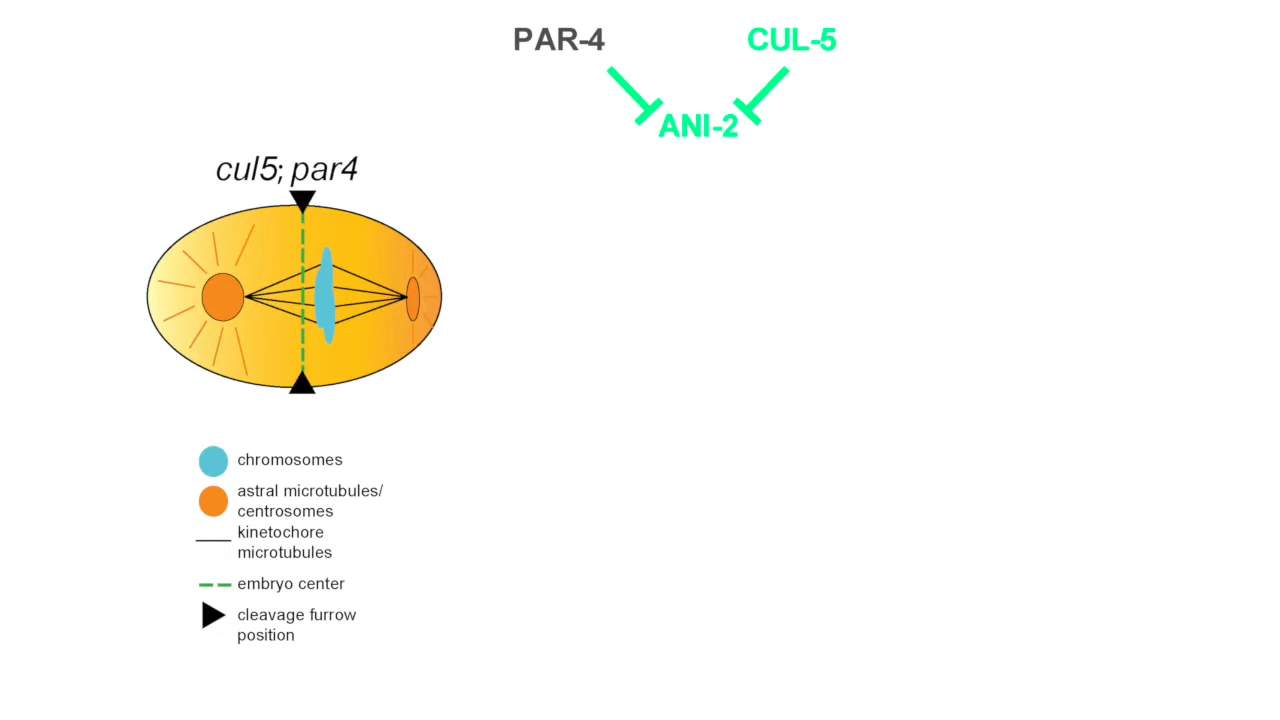 PAR-4
CUL-5
ANI-2
cul5; par4
chromosomes
astral microtubules/
centrosomes
kinetochore
microtubules
embryo center
cleavage furrow
position